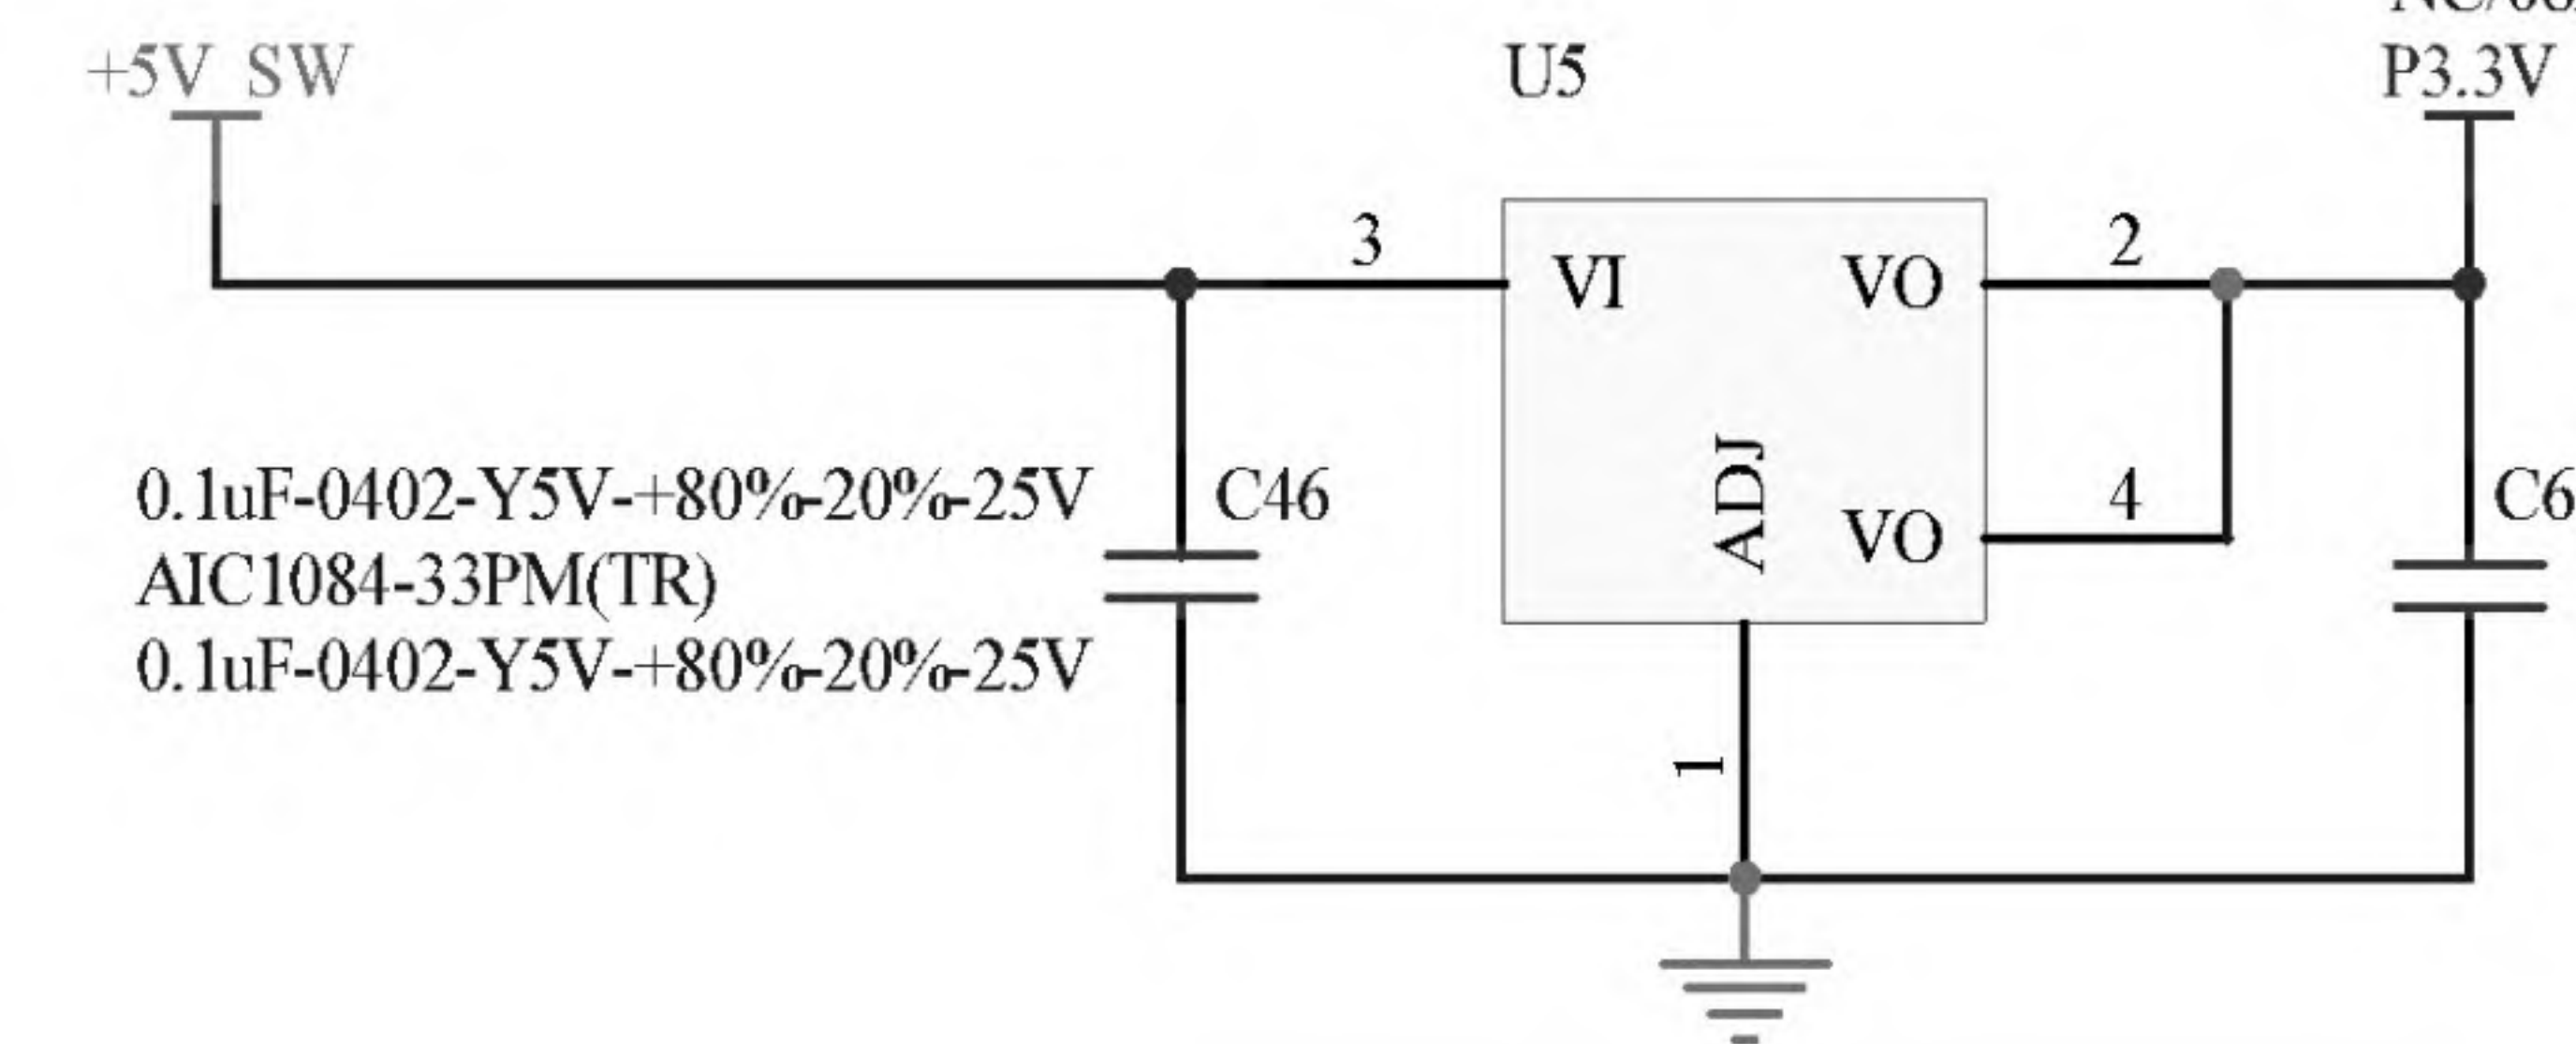 +5V_SW
U5
P3.3V
3
2
VI
VO
0.1uF-0402-Y5V-+80%-20%-25V
C46
ADJ
4
VO
AIC1084-33PM(TR)
0.1uF-0402-Y5V-+80%-20%-25V
1